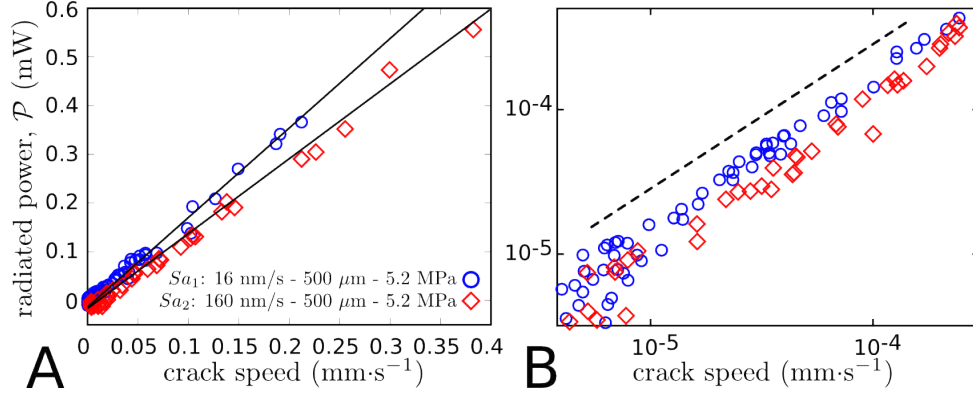 0.6
0.5
0.4
0.3
0.2
0.1
0
0
0.05
0.1
0.15
0.2
0.25
0.3
0.35
0.4
radiated power, 𝒫 (mW)
crack speed (mm·s⁻¹)
Sa₁: 16 nm/s - 500 μm - 5.2 MPa
Sa₂: 160 nm/s - 500 μm - 5.2 MPa
A
10⁻⁴
10⁻⁵
10⁻⁵
10⁻⁴
crack speed (mm·s⁻¹)
B